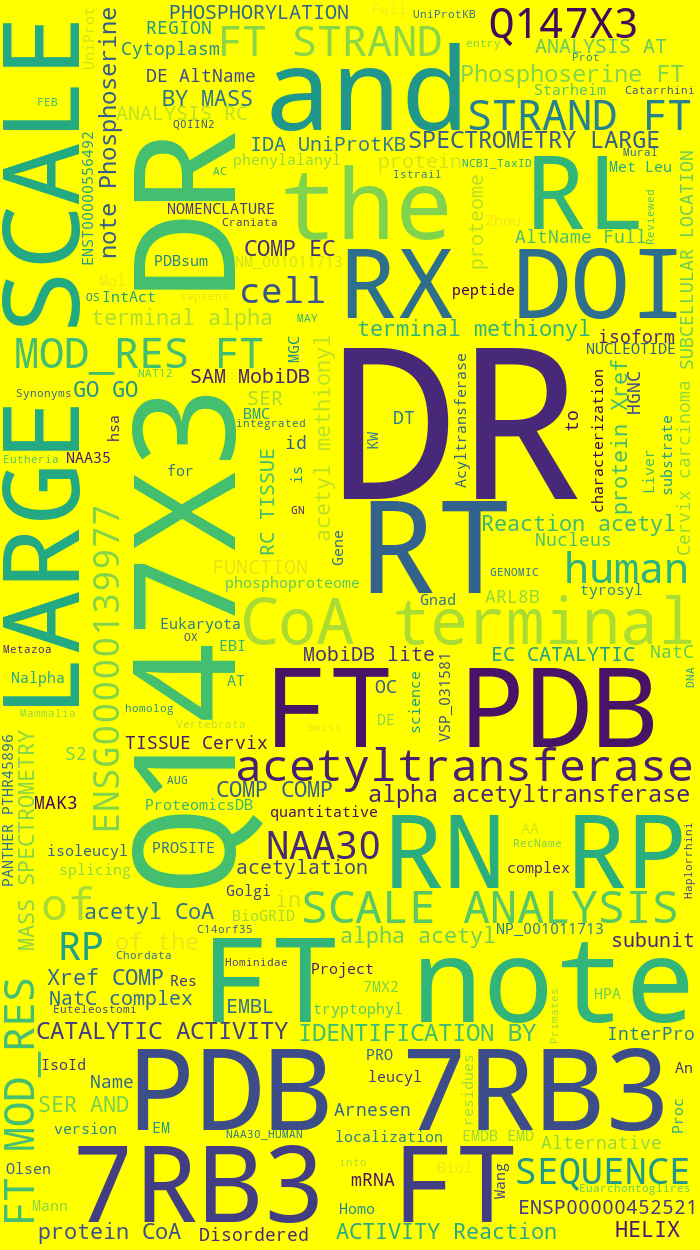 PHOSPHORYLATION
Full
UniProtKB
Q147X3
REGION
FT STRAND
entry
ANALYSIS AT
Cytoplasm
Prot
UniProt
note Phosphoserine
SCALE
DE AltName
and
Phosphoserine FT
FEB
BY MASS
Starheim
Catarrhini
ANALYSIS RC
STRAND FT
Q0IIN2
DR
IDA UniProtKB
SPECTROMETRY LARGE
ENST00000556492
phenylalanyl
protein
NCBI_TaxID
Mural
AC
the
Istrail
RL
Met Leu
proteome
NOMENCLATURE
Zhou
Reviewed
Craniata
AltName Full
SUBCELLULAR LOCATION
COMP EC
PDBsum
NM_001011713
RX
DOI
Mol
cell
peptide
OS
IntAct
sapiens
terminal alpha
MAY
terminal methionyl
isoform
MOD_RES FT
MGC
NUCLEOTIDE
NAT12
SAM MobiDB
DR
Synonyms
GO GO
SER
HGNC
LARGE
hsa
Q147X3
BMC
DT
to
integrated
id
KW
Acyltransferase
characterization
protein Xref
Eutheria
NAA35
for
is
acetyl methionyl
Liver
substrate
Cervix carcinoma
RC TISSUE
GN
RT
ENSG00000139977
Reaction acetyl
Gene
Nucleus
FUNCTION
GENOMIC
human
phosphoproteome
tyrosyl
Gnad
ARL8B
Eukaryota
CoA terminal
OX
EBI
Metazoa
MobiDB lite
EC CATALYTIC
NatC
Nalpha
AT
FT PDB
OC
DNA
science
VSP_031581
Mammalia
homolog
Vertebrata
Swiss
DE
PANTHER PTHR45896
MASS SPECTROMETRY
S2
TISSUE Cervix
acetyltransferase
AUG
COMP COMP
alpha acetyltransferase
MAK3
ProteomicsDB
quantitative
NAA30
RN
RP
AA
Haplorrhini
isoleucyl
PROSITE
RecName
splicing
acetylation
complex
Golgi
of
acetyl CoA
in
SCALE ANALYSIS
BioGRID
C14orf35
NP_001011713
RP
of the
alpha acetyl
subunit
Chordata
FT note
Hominidae
Project
Xref COMP
Res
FT MOD_RES
NatC complex
7MX2
HPA
Euteleostomi
EMBL
tryptophyl
Primates
CATALYTIC ACTIVITY
IDENTIFICATION BY
InterPro
IsoId
PDB
PRO
7RB3
An
Name
leucyl
residues
SER AND
Arnesen
Proc
version
EM
NAA30_HUMAN
localization
EMDB EMD
Alternative
7RB3
FT
Olsen
into
Biol
SEQUENCE
mRNA
Wang
Euarchontoglires
Mann
Homo
ENSP00000452521
protein CoA
Disordered
ACTIVITY Reaction
HELIX